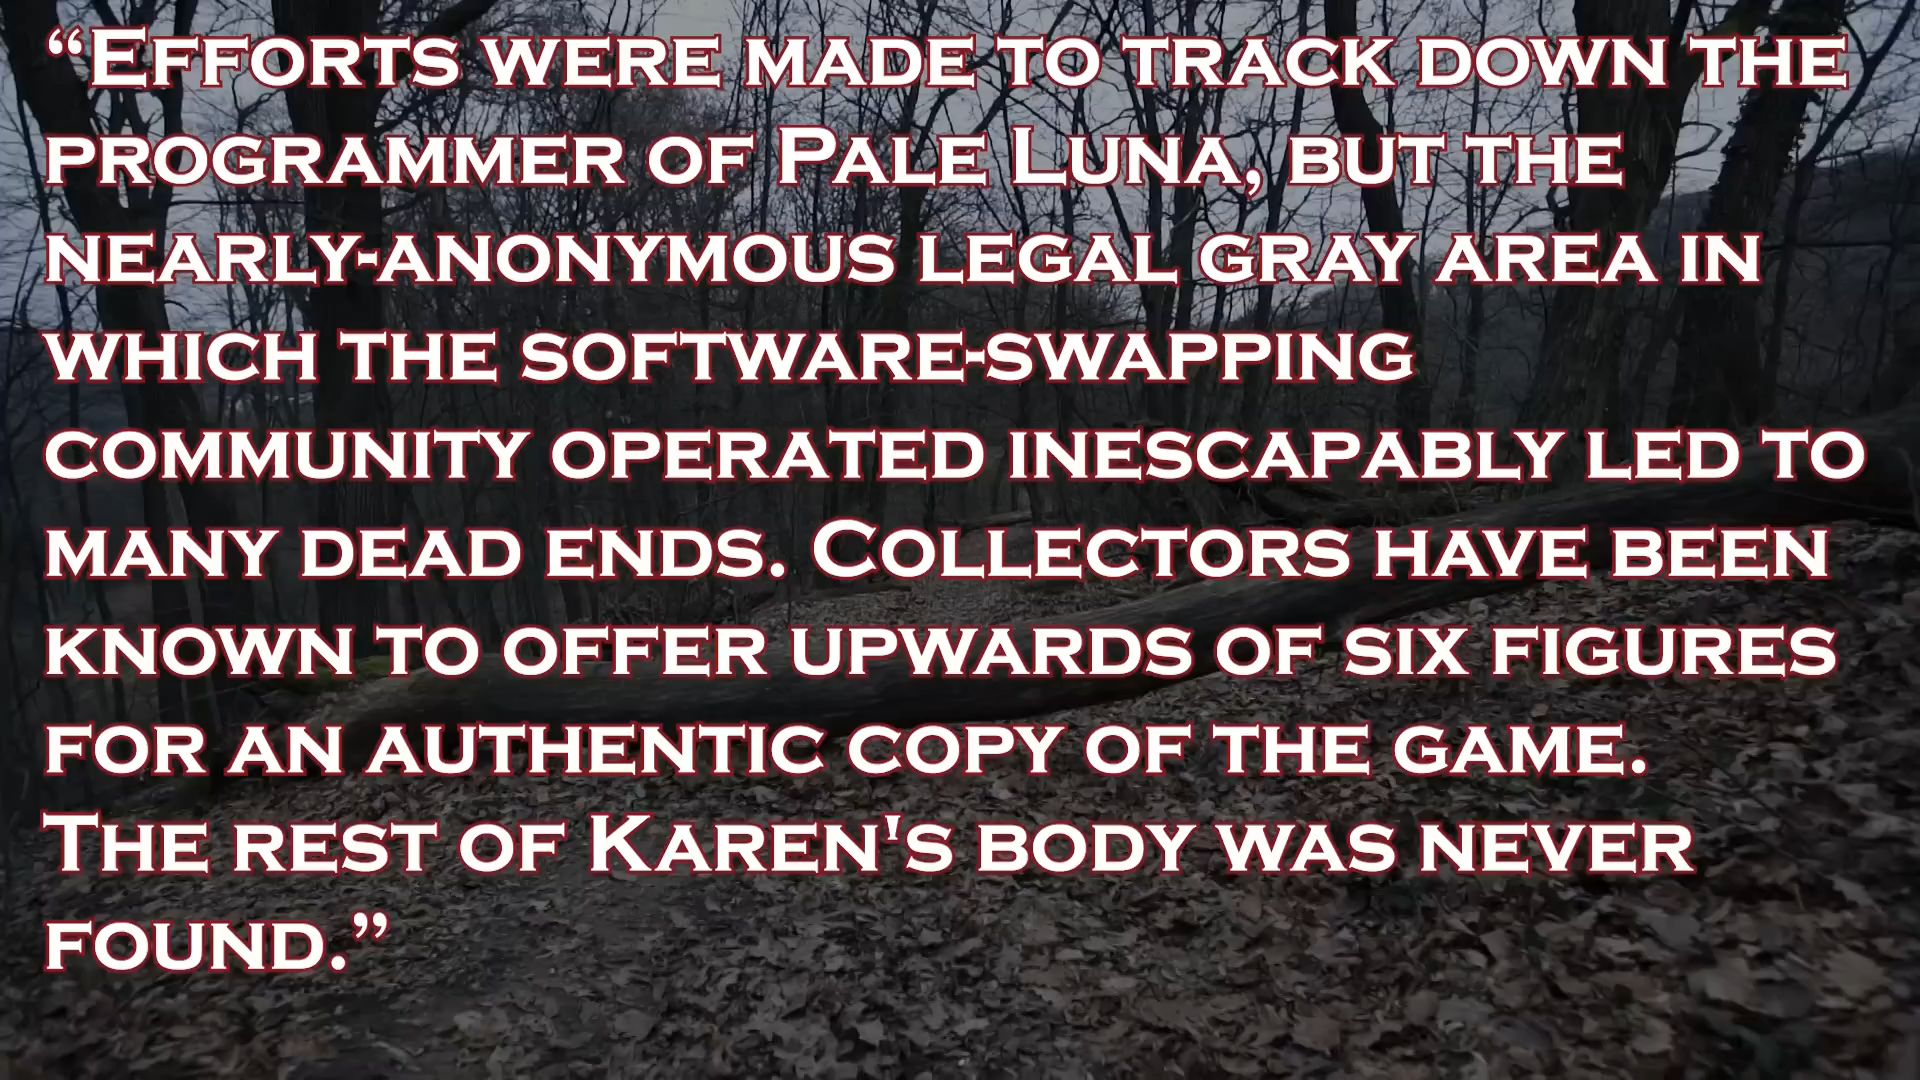 “Efforts were made to track down the
programmer of Pale Luna, but the
nearly-anonymous legal gray area in
which the software-swapping
community operated inescapably led to
many dead ends. Collectors have been
known to offer upwards of six figures
for an authentic copy of the game.
The rest of Karen's body was never
found.”